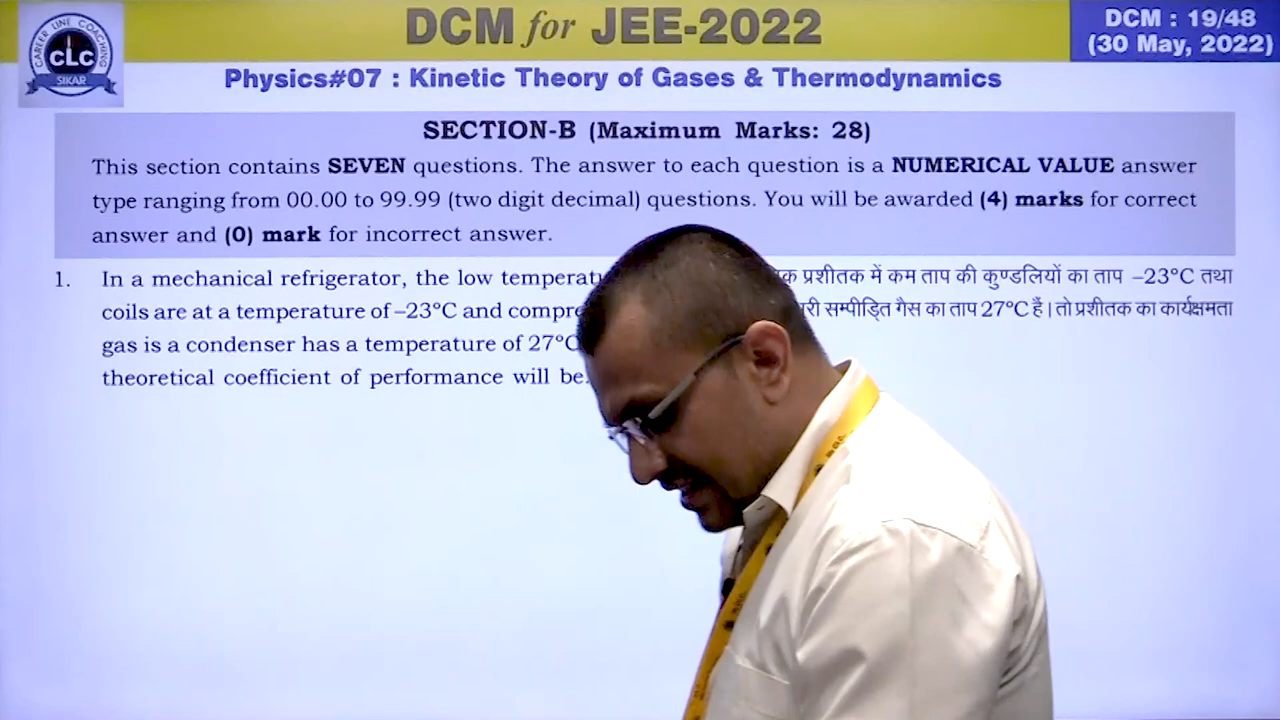 CAREER LINE COACHING
CLC
SIKAR
DCM for JEE-2022
DCM : 19/48
(30 May, 2022)
Physics#07 : Kinetic Theory of Gases & Thermodynamics
SECTION-B (Maximum Marks: 28)
This section contains SEVEN questions. The answer to each question is a NUMERICAL VALUE answer
type ranging from 00.00 to 99.99 (two digit decimal) questions. You will be awarded (4) marks for correct
answer and (0) mark for incorrect answer.
1. In a mechanical refrigerator, the low प्रशीतक में कम ताप की कुण्डलियों का ताप –23°C तथा
coils are at a temperature of –23°C and सम्पीड़ित गैस का ताप 27°C हैं। तो प्रशीतक का कार्यक्षमता
gas is a condenser has a temperature of 27°C
theoretical coefficient of performance will be